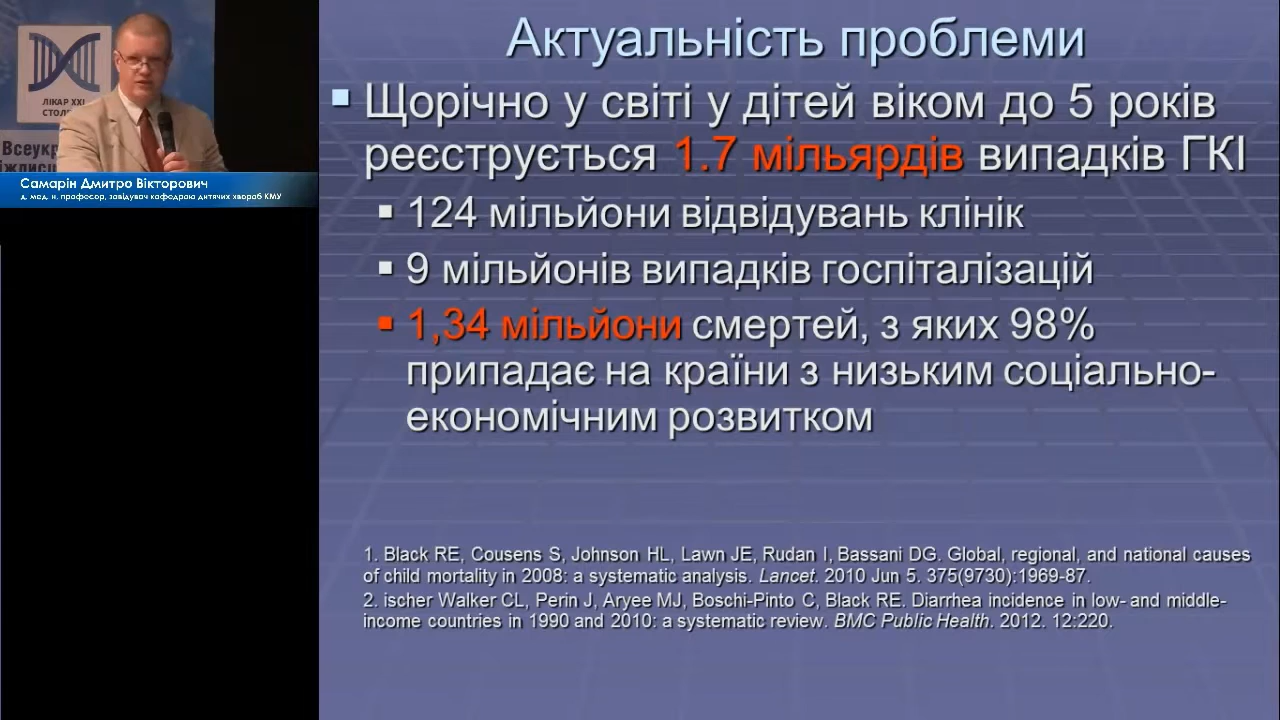 ЛІКАР XXI
СТОЛ
Всеукр
іждисц
Самарін Дмитро Вікторович
д. мед. н, професор, завідувач кафедрою дитячих хвороб КМУ
Актуальність проблеми
Щорічно у світі у дітей віком до 5 років
реєструється 1.7 мільярдів випадків ГКІ
124 мільйони відвідувань клінік
9 мільйонів випадків госпіталізацій
1,34 мільйони смертей, з яких 98%
припадає на країни з низьким соціально-
економічним розвитком
1. Black RE, Cousens S, Johnson HL, Lawn JE, Rudan I, Bassani DG. Global, regional, and national causes
of child mortality in 2008: a systematic analysis. Lancet. 2010 Jun 5. 375(9730):1969-87.
2. ischer Walker CL, Perin J, Aryee MJ, Boschi-Pinto C, Black RE. Diarrhea incidence in low- and middle-
income countries in 1990 and 2010: a systematic review. BMC Public Health. 2012. 12:220.